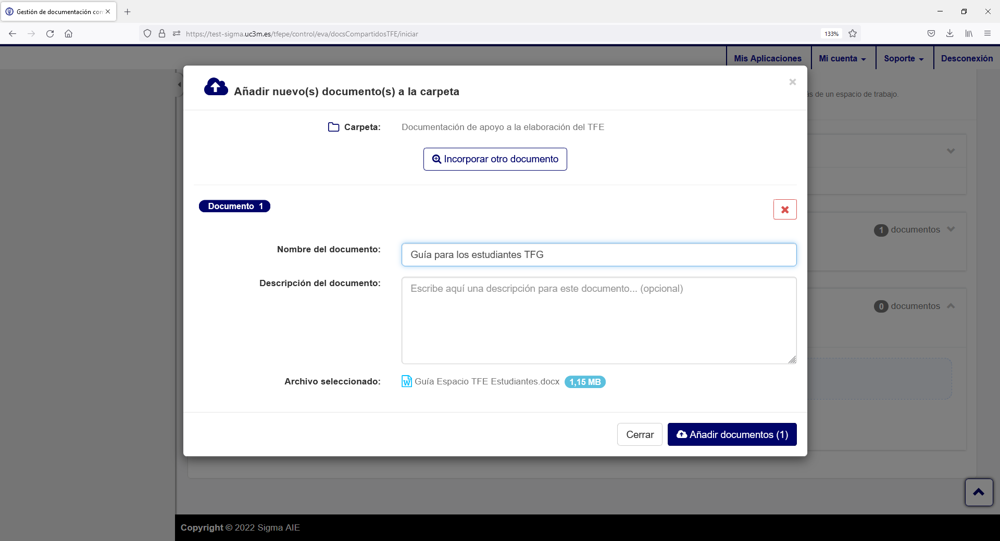 Gestión de documentación con
https://test-sigma.uc3m.es/tfepe/control/eva/docsCompartidosTFE/iniciar
133%
Mis Aplicaciones
Mi cuenta
Soporte
Desconexión
Añadir nuevo(s) documento(s) a la carpeta
×
de un espacio de trabajo.
Carpeta:
Documentación de apoyo a la elaboración del TFE
Incorporar otro documento
Documento 1
1 documentos
Nombre del documento:
Guía para los estudiantes TFG
Descripción del documento:
Escribe aquí una descripción para este documento... (opcional)
0 documentos
Archivo seleccionado:
Guía Espacio TFE Estudiantes.docx
1,15 MB
Cerrar
Añadir documentos (1)
Copyright © 2022 Sigma AIE